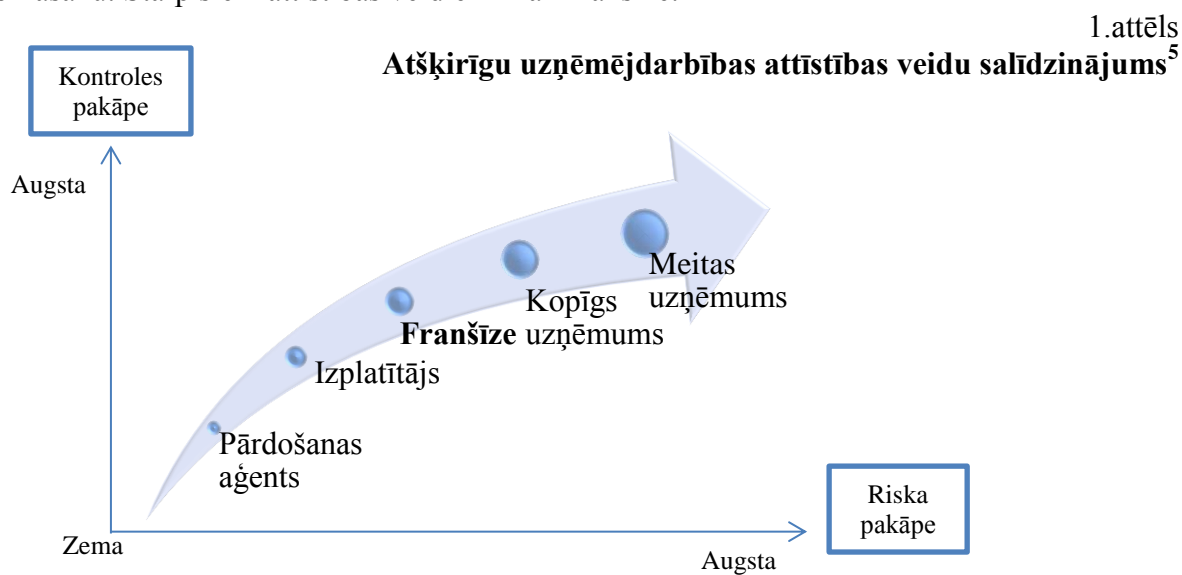 1.attēls
Atšķirīgu uzņēmējdarbības attīstības veidu salīdzinājums⁵
Kontroles
pakāpe
Augsta
Meitas
uzņēmums
Kopīgs
uzņēmums
Franšīze
Izplatītājs
Pārdošanas
aģents
Riska
pakāpe
Zema
Augsta